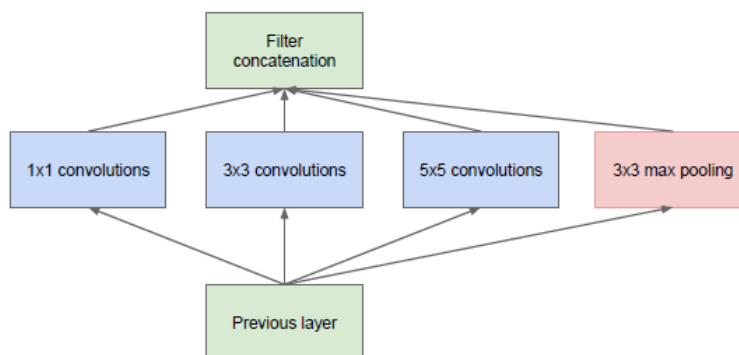 Filter
concatenation
1x1 convolutions
3x3 convolutions
5x5 convolutions
3x3 max pooling
Previous layer